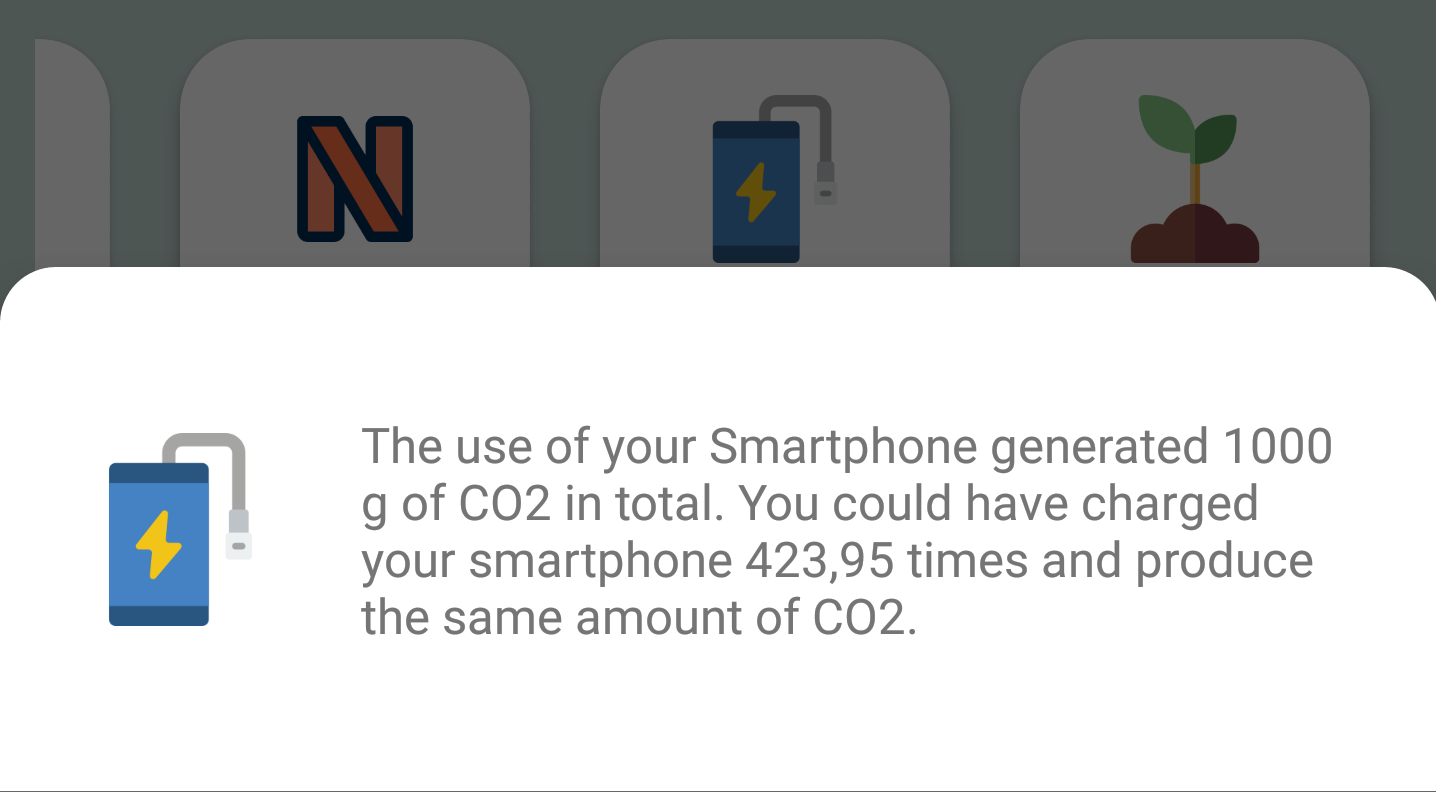 N
The use of your Smartphone generated 1000
g of CO2 in total. You could have charged
your smartphone 423,95 times and produce
the same amount of CO2.